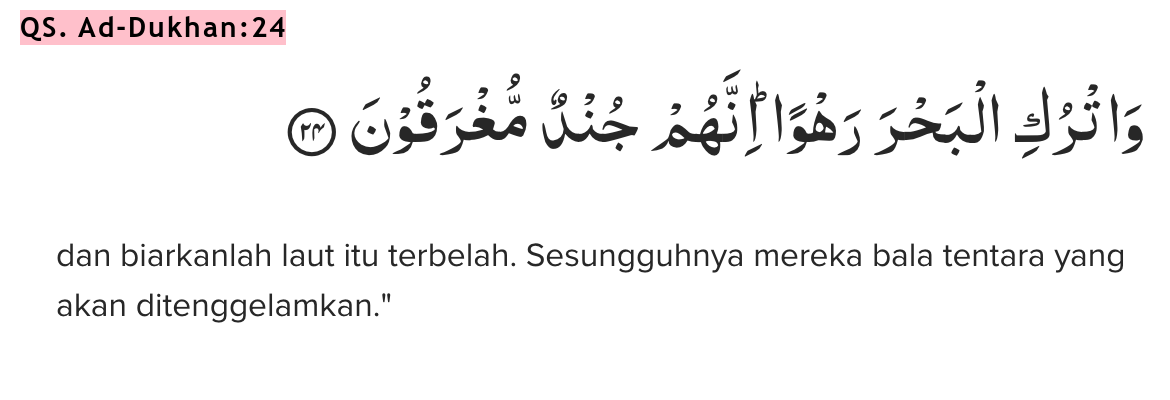 QS. Ad-Dukhan:24
وَاتْرُكِ الْبَحْرَ رَهْوًاۗ اِنَّهُمْ جُنْدٌ مُّغْرَقُوْنَ ۝٢٤
dan biarkanlah laut itu terbelah. Sesungguhnya mereka bala tentara yang
akan ditenggelamkan."